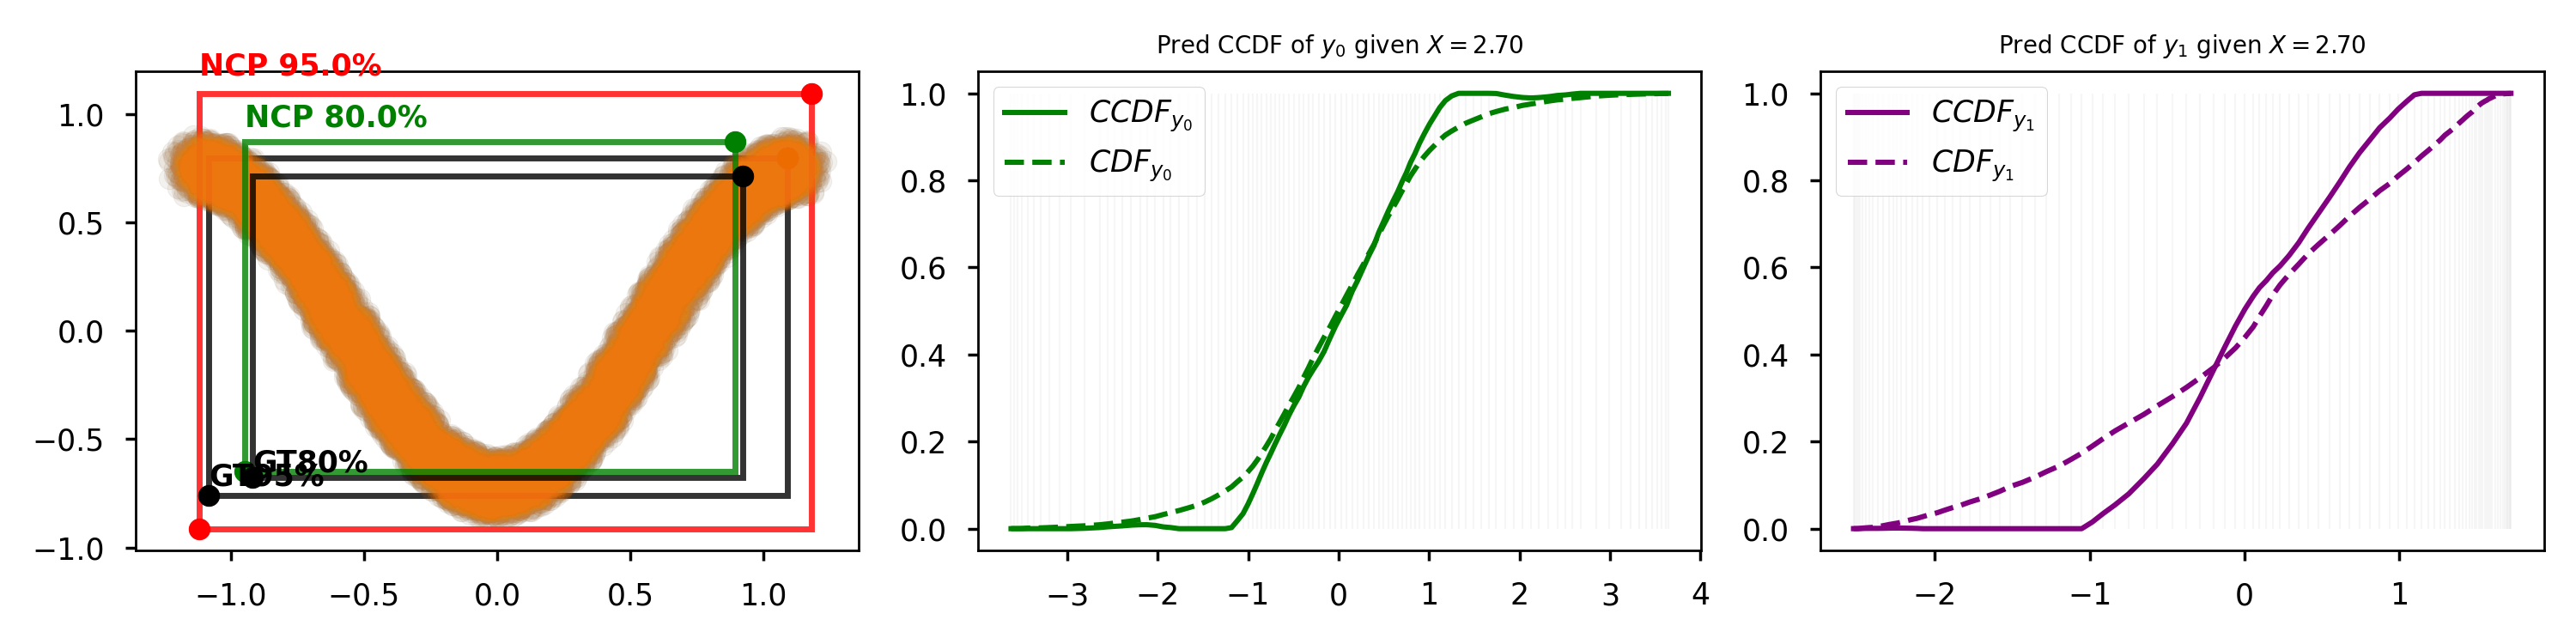 NCP 95.0%
NCP 80.0%
GT80%
GT95%
1.0
0.5
0.0
−0.5
−1.0
−1.0 −0.5 0.0 0.5 1.0
Pred CCDF of y₀ given X = 2.70
CCDF_y₀
CDF_y₀
1.0
0.8
0.6
0.4
0.2
0.0
−3 −2 −1 0 1 2 3 4
Pred CCDF of y₁ given X = 2.70
CCDF_y₁
CDF_y₁
1.0
0.8
0.6
0.4
0.2
0.0
−2 −1 0 1